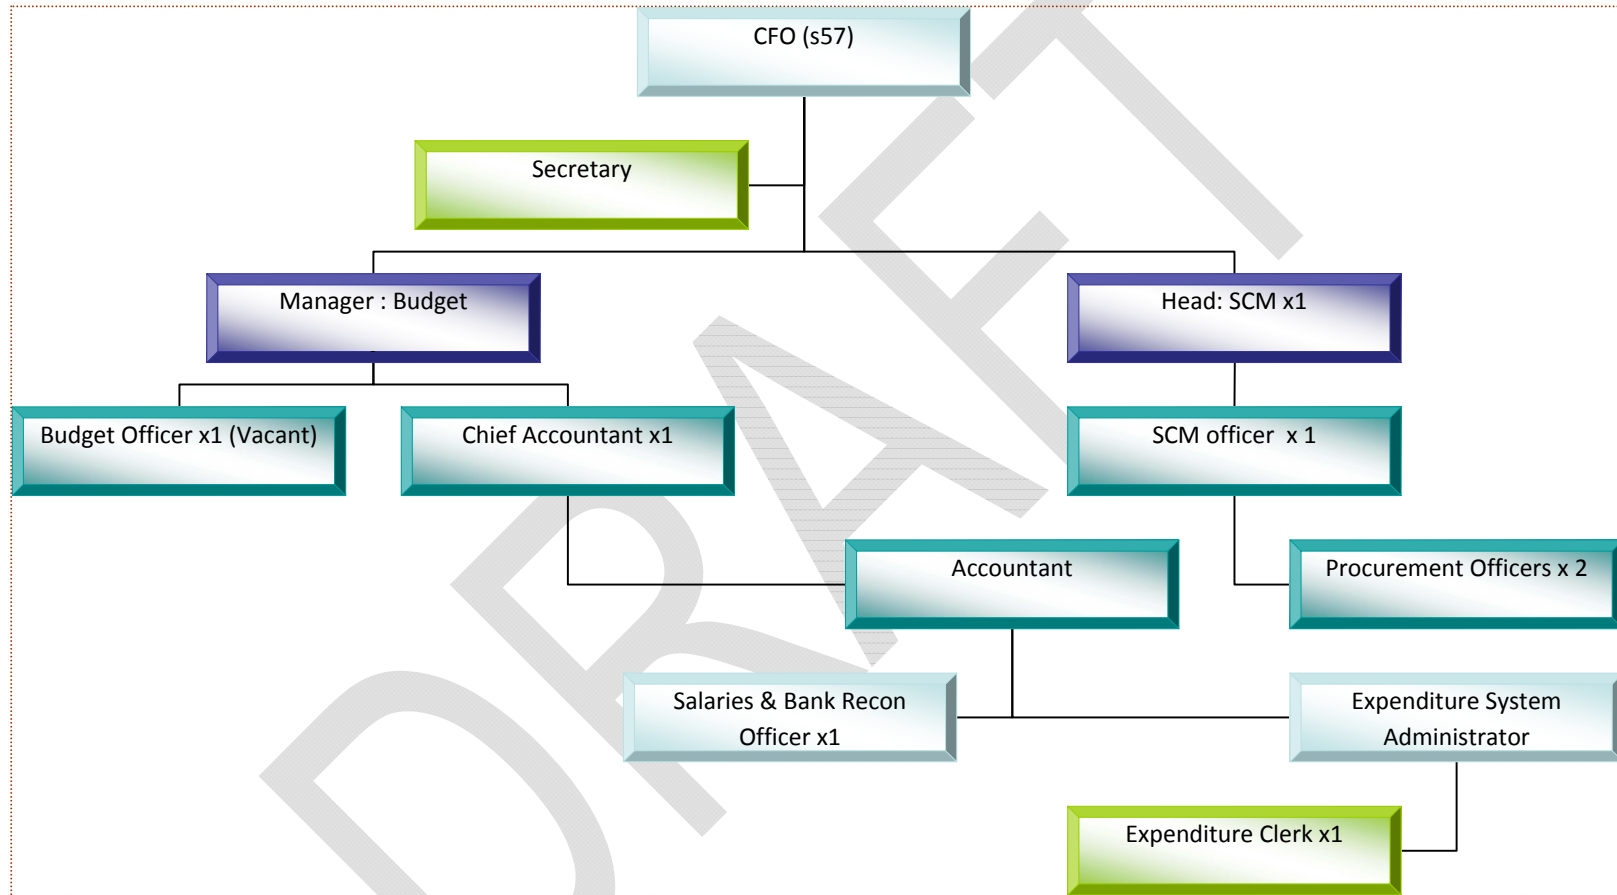 CFO (s57)
Secretary
Manager : Budget
Head: SCM x1
Budget Officer x1 (Vacant)
Chief Accountant x1
SCM officer  x 1
Accountant
Procurement Officers x 2
Salaries & Bank Recon
Officer x1
Expenditure System
Administrator
Expenditure Clerk x1
DRAFT